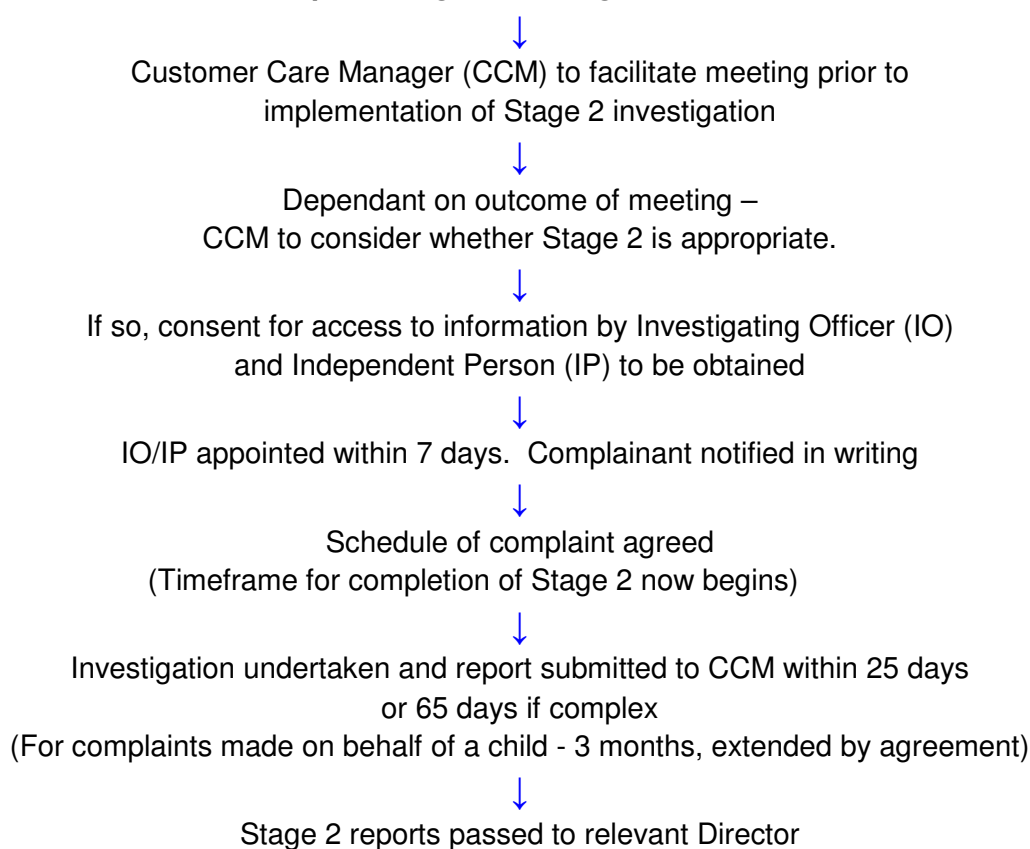 ↓
Customer Care Manager (CCM) to facilitate meeting prior to
implementation of Stage 2 investigation
↓
Dependant on outcome of meeting –
CCM to consider whether Stage 2 is appropriate.
↓
If so, consent for access to information by Investigating Officer (IO)
and Independent Person (IP) to be obtained
↓
IO/IP appointed within 7 days.  Complainant notified in writing
↓
Schedule of complaint agreed
(Timeframe for completion of Stage 2 now begins)
↓
Investigation undertaken and report submitted to CCM within 25 days
or 65 days if complex
(For complaints made on behalf of a child - 3 months, extended by agreement)
↓
Stage 2 reports passed to relevant Director